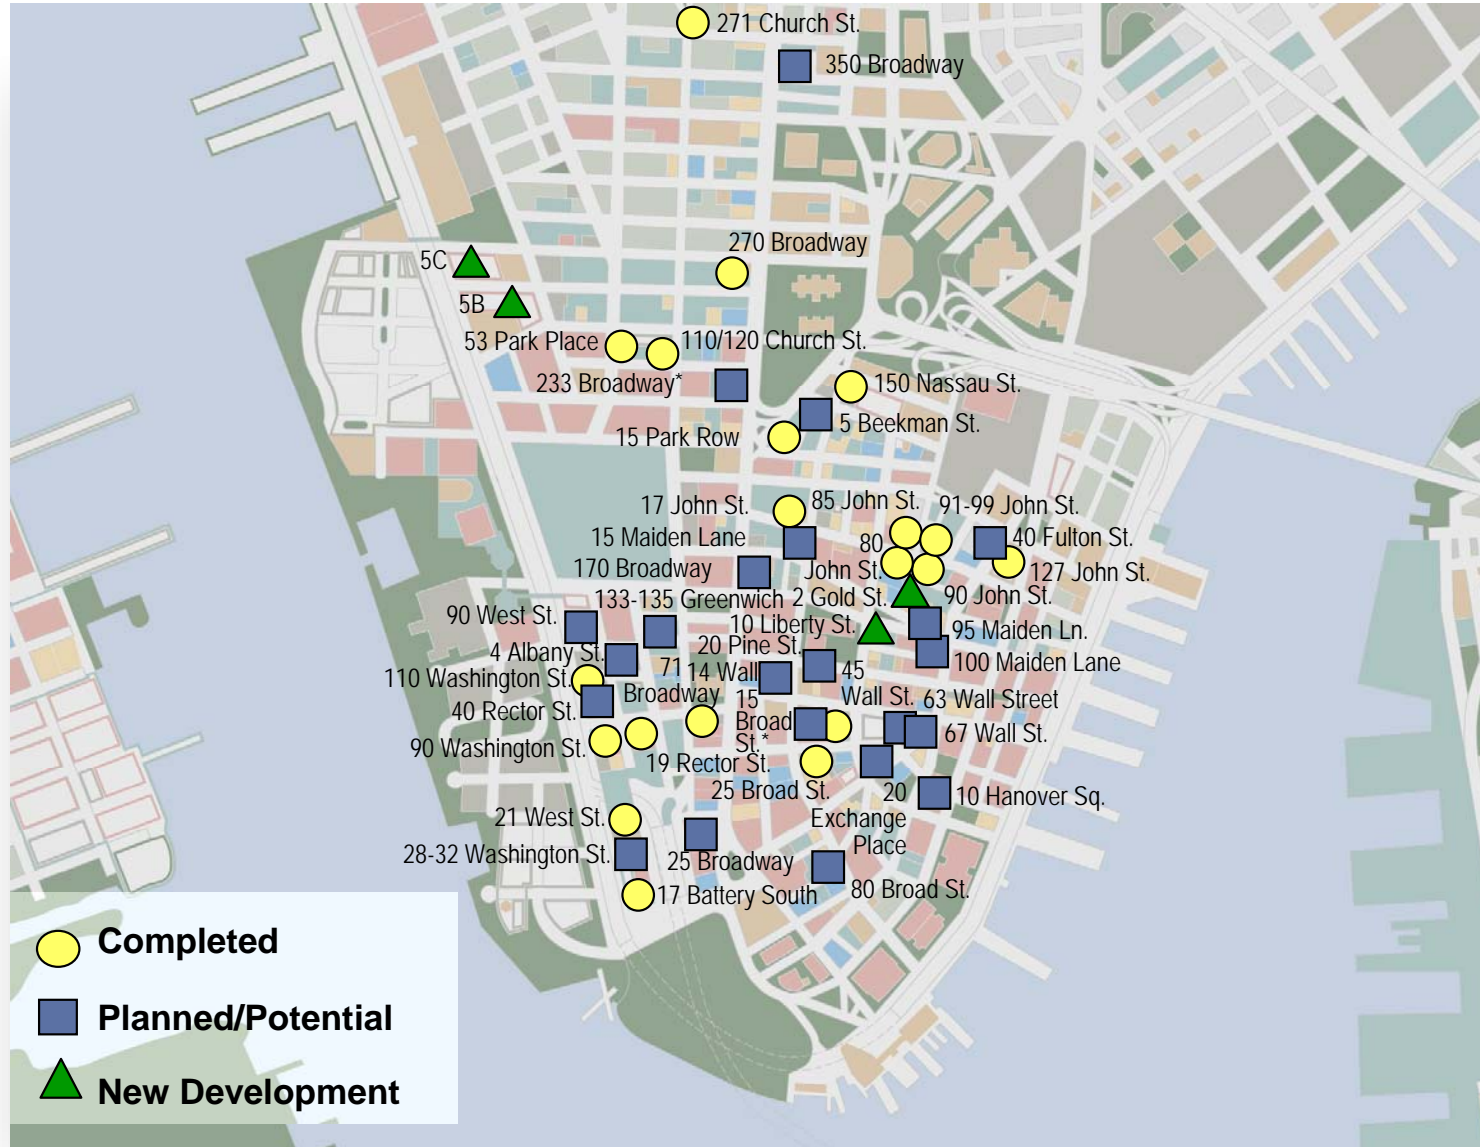 271 Church St.
350 Broadway
270 Broadway
5C
5B
53 Park Place
110/120 Church St.
233 Broadway*
150 Nassau St.
5 Beekman St.
15 Park Row
17 John St.
85 John St.
91-99 John St.
15 Maiden Lane
80
John St.
40 Fulton St.
170 Broadway
127 John St.
133-135 Greenwich
2 Gold St.
90 John St.
90 West St.
10 Liberty St.
95 Maiden Ln.
4 Albany St.
20 Pine St.
100 Maiden Lane
110 Washington St.
71
Broadway
14 Wall
45
Wall St.
40 Rector St.
15
Broad
St.*
63 Wall Street
67 Wall St.
90 Washington St.
19 Rector St.
25 Broad St.
20
Exchange
Place
10 Hanover Sq.
21 West St.
28-32 Washington St.
25 Broadway
80 Broad St.
17 Battery South
Completed
Planned/Potential
New Development